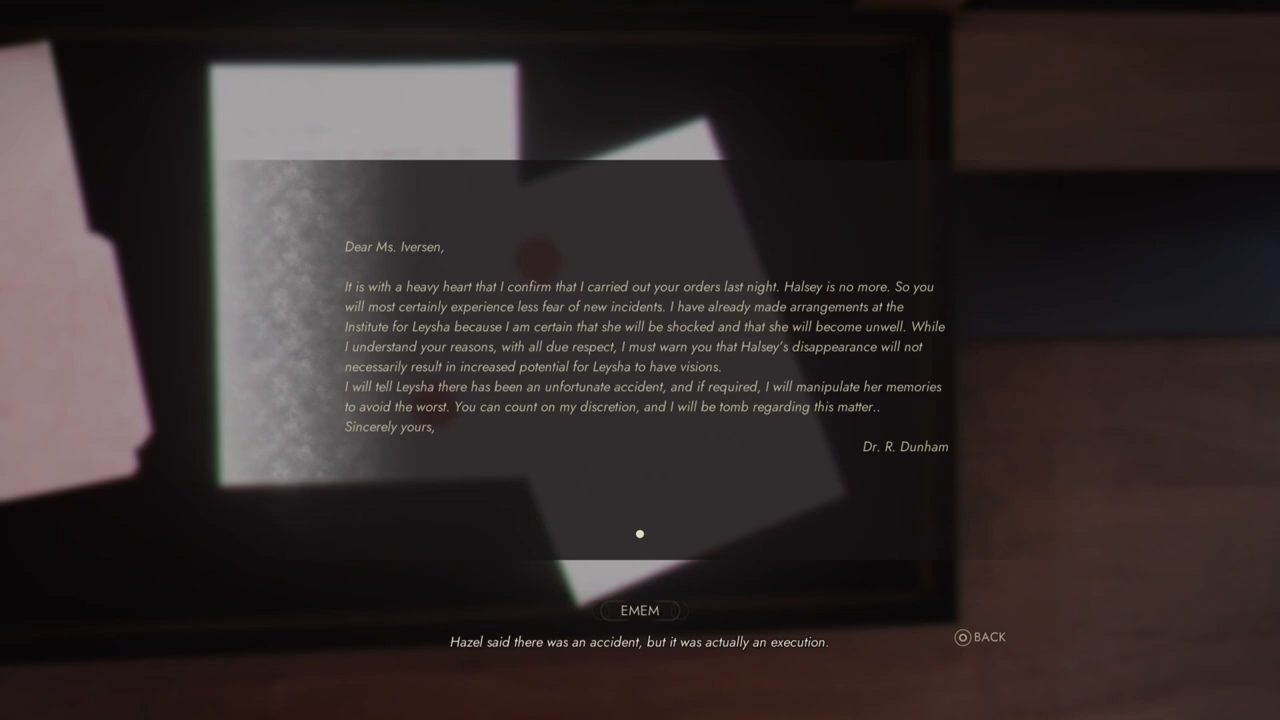 Dear Ms. Iversen,
It is with a heavy heart that I confirm that I carried out your orders last night. Halsey is no more. So you
will most certainly experience less fear of new incidents. I have already made arrangements at the
Institute for Leysha because I am certain that she will be shocked and that she will become unwell. While
I understand your reasons, with all due respect, I must warn you that Halsey's disappearance will not
necessarily result in increased potential for Leysha to have visions.
I will tell Leysha there has been an unfortunate accident, and if required, I will manipulate her memories
to avoid the worst. You can count on my discretion, and I will be tomb regarding this matter..
Sincerely yours,
Dr. R. Dunham
EMEM
Hazel said there was an accident, but it was actually an execution.
BACK